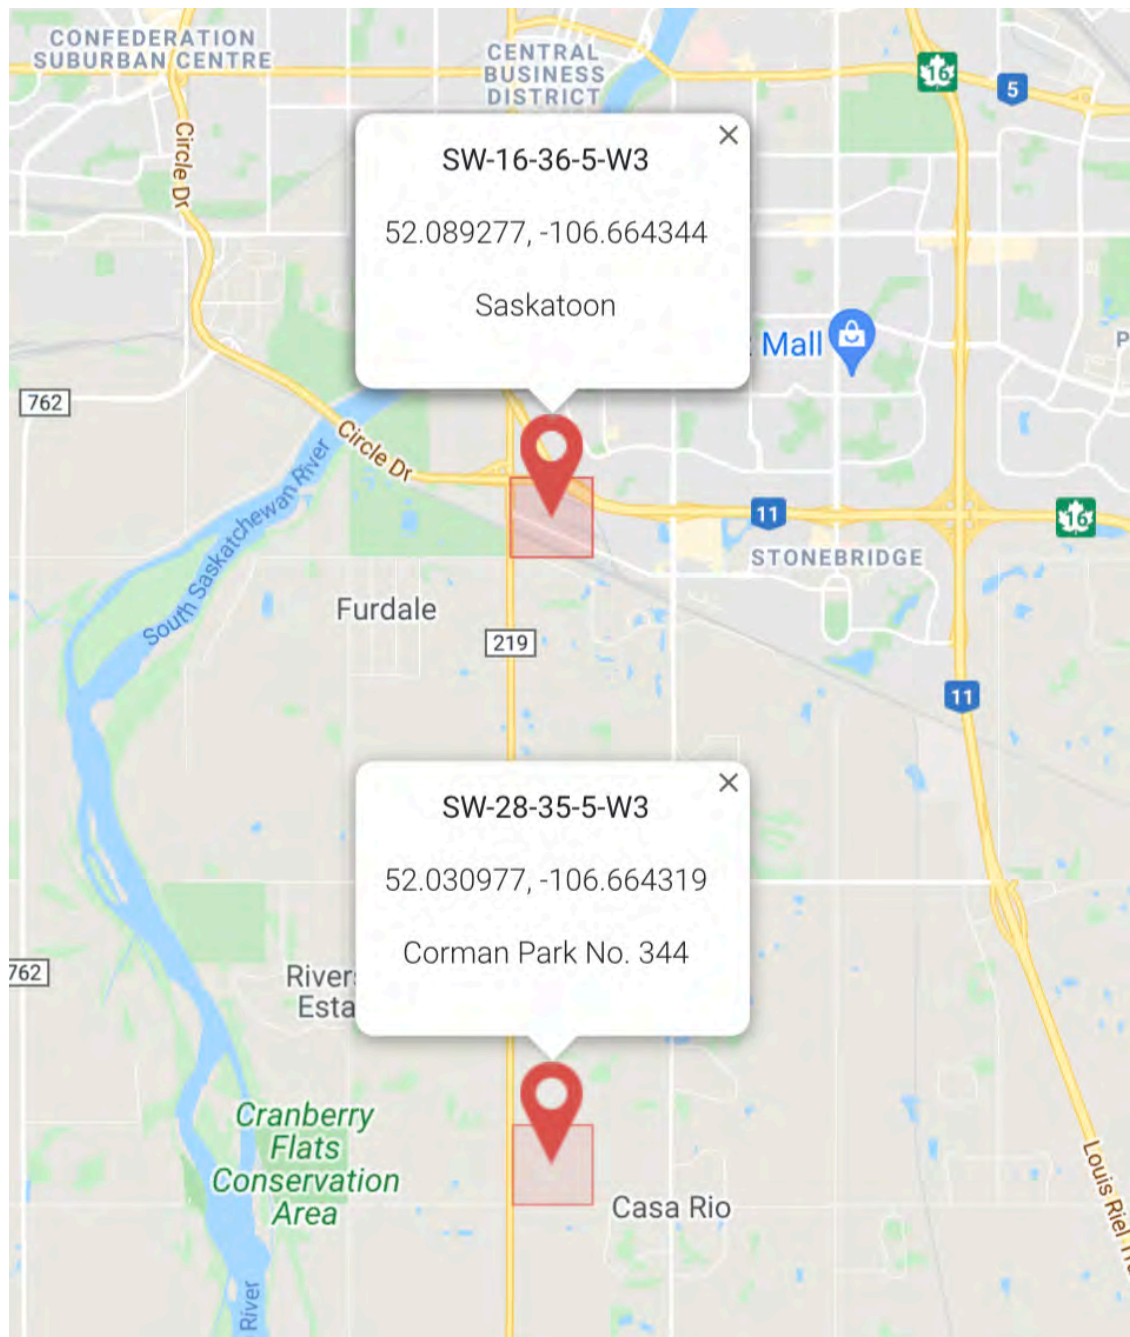 CONFEDERATION
SUBURBAN CENTRE
CENTRAL
BUSINESS
DISTRICT
16
5
Circle Dr
×
SW-16-36-5-W3
52.089277, -106.664344
Saskatoon
Mall
P
762
Circle Dr
South Saskatchewan River
11
16
STONEBRIDGE
Furdale
219
11
×
SW-28-35-5-W3
52.030977, -106.664319
Corman Park No. 344
762
River
Esta
Cranberry
Flats
Conservation
Area
Casa Rio
Louis Riel Tr
River